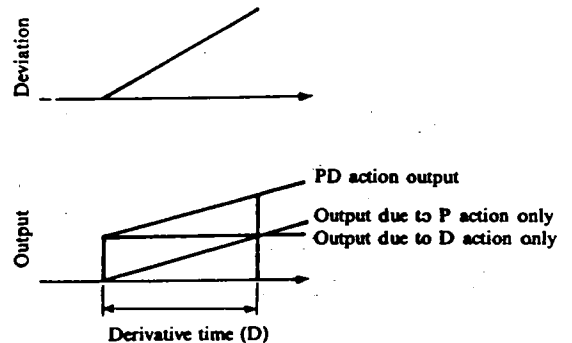 Deviation
PD action output
Output due to P action only
Output due to D action only
Output
Derivative time (D)